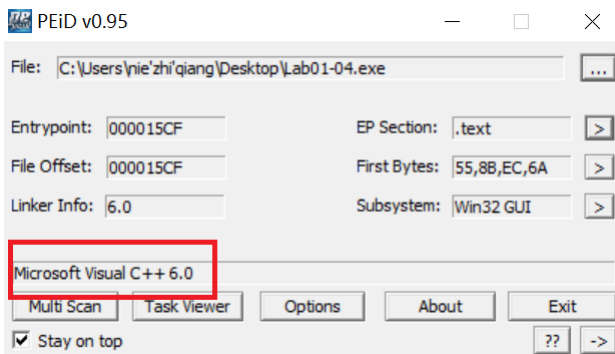 PEiD v0.95
File: C:\Users\nie'zhi'qiang\Desktop\Lab01-04.exe ...
Entrypoint: 000015CF EP Section: .text >
File Offset: 000015CF First Bytes: 55,8B,EC,6A >
Linker Info: 6.0 Subsystem: Win32 GUI >
Microsoft Visual C++ 6.0
Multi Scan Task Viewer Options About Exit
Stay on top ?? ->